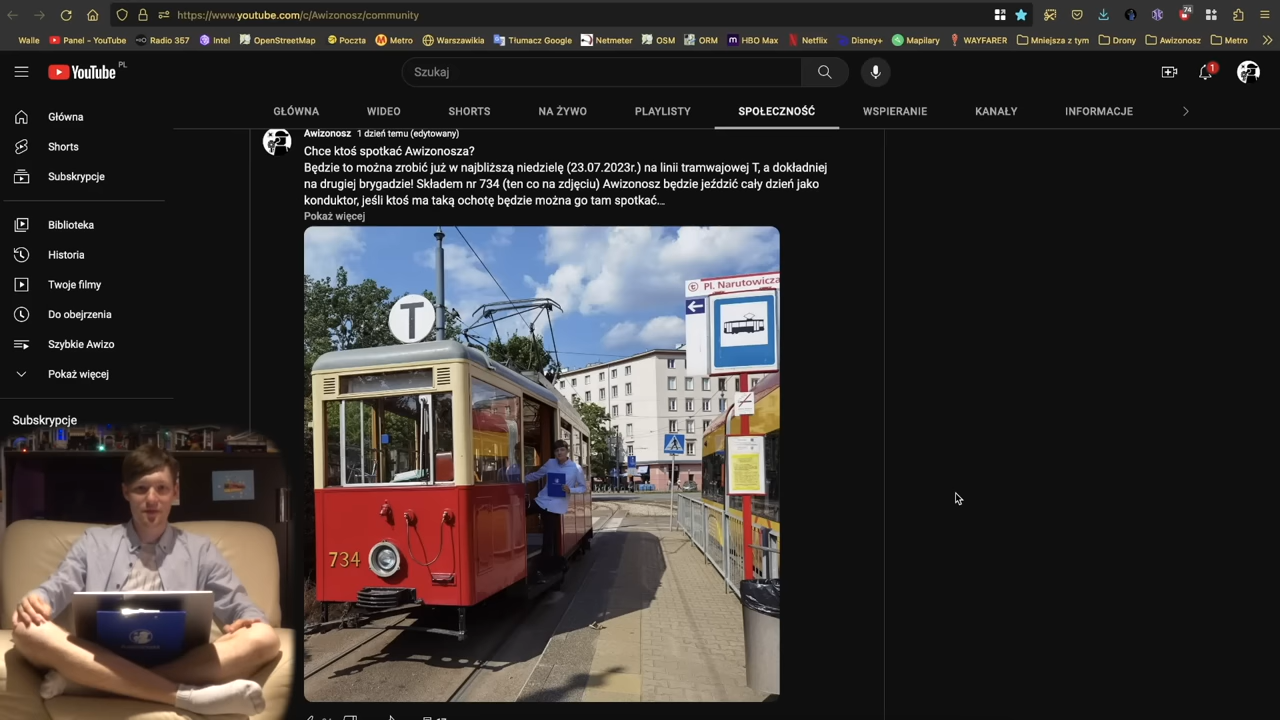 https://www.youtube.com/c/Awizonosz/community
74
Walle
Panel - YouTube
Radio 357
Intel
OpenStreetMap
Poczta
Metro
Warszawikia
Tłumacz Google
Netmeter
OSM
ORM
HBO Max
Netflix
Disney+
Mapilary
WAYFARER
Mniejsza z tym
Drony
Awizonosz
Metro
YouTube PL
Szukaj
1
GŁÓWNA
WIDEO
SHORTS
NA ŻYWO
PLAYLISTY
SPOŁECZNOŚĆ
WSPIERANIE
KANAŁY
INFORMACJE
Główna
Shorts
Subskrypcje
Biblioteka
Historia
Twoje filmy
Do obejrzenia
Szybkie Awizo
Pokaż więcej
Subskrypcje
Awizonosz 1 dzień temu (edytowany)
Chce ktoś spotkać Awizonosza?
Będzie to można zrobić już w najbliższą niedzielę (23.07.2023r.) na linii tramwajowej T, a dokładniej
na drugiej brygadzie! Składem nr 734 (ten co na zdjęciu) Awizonosz będzie jeździć cały dzień jako
konduktor, jeśli ktoś ma taką ochotę będzie można go tam spotkać...
Pokaż więcej
T
Pl. Narutowicza
734